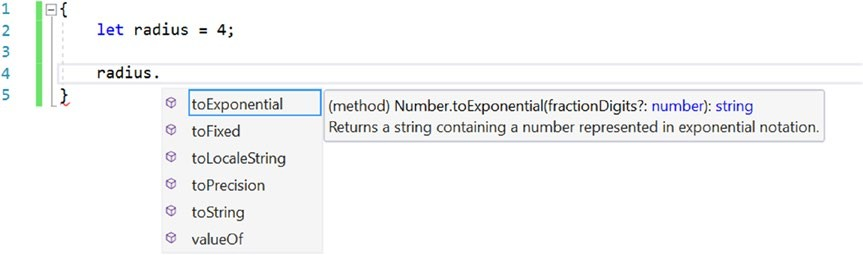 1 {
2 let radius = 4;
3
4 radius.
5 }
toExponential
toFixed
toLocaleString
toPrecision
toString
valueOf
(method) Number.toExponential(fractionDigits?: number): string
Returns a string containing a number represented in exponential notation.